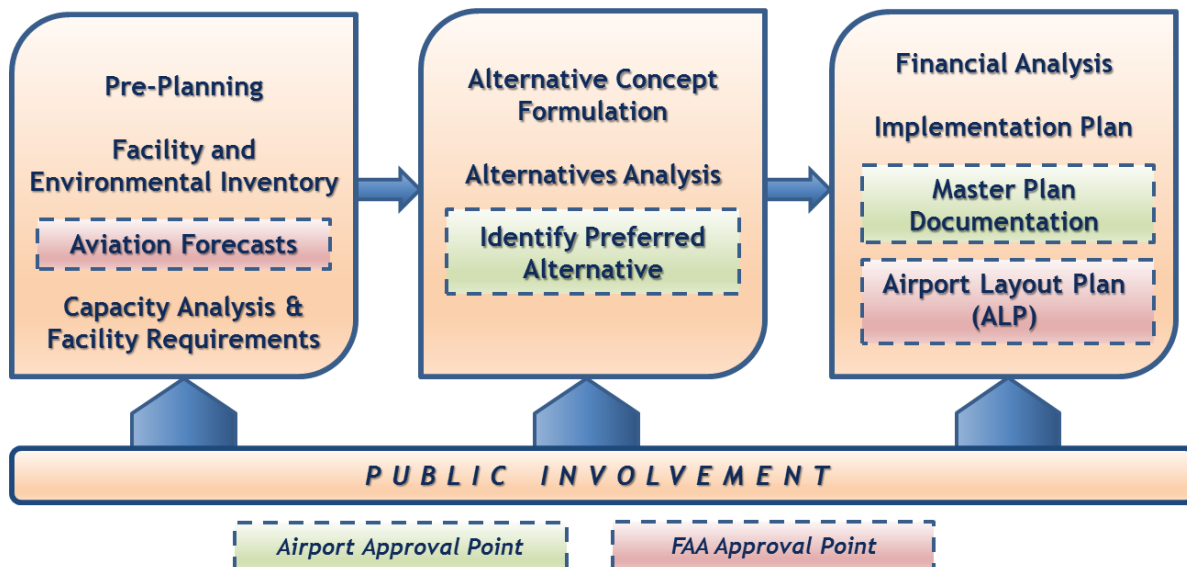 Pre-Planning
Facility and
Environmental Inventory
Aviation Forecasts
Capacity Analysis &
Facility Requirements
Alternative Concept
Formulation
Alternatives Analysis
Identify Preferred
Alternative
Financial Analysis
Implementation Plan
Master Plan
Documentation
Airport Layout Plan
(ALP)
PUBLIC INVOLVEMENT
Airport Approval Point
FAA Approval Point